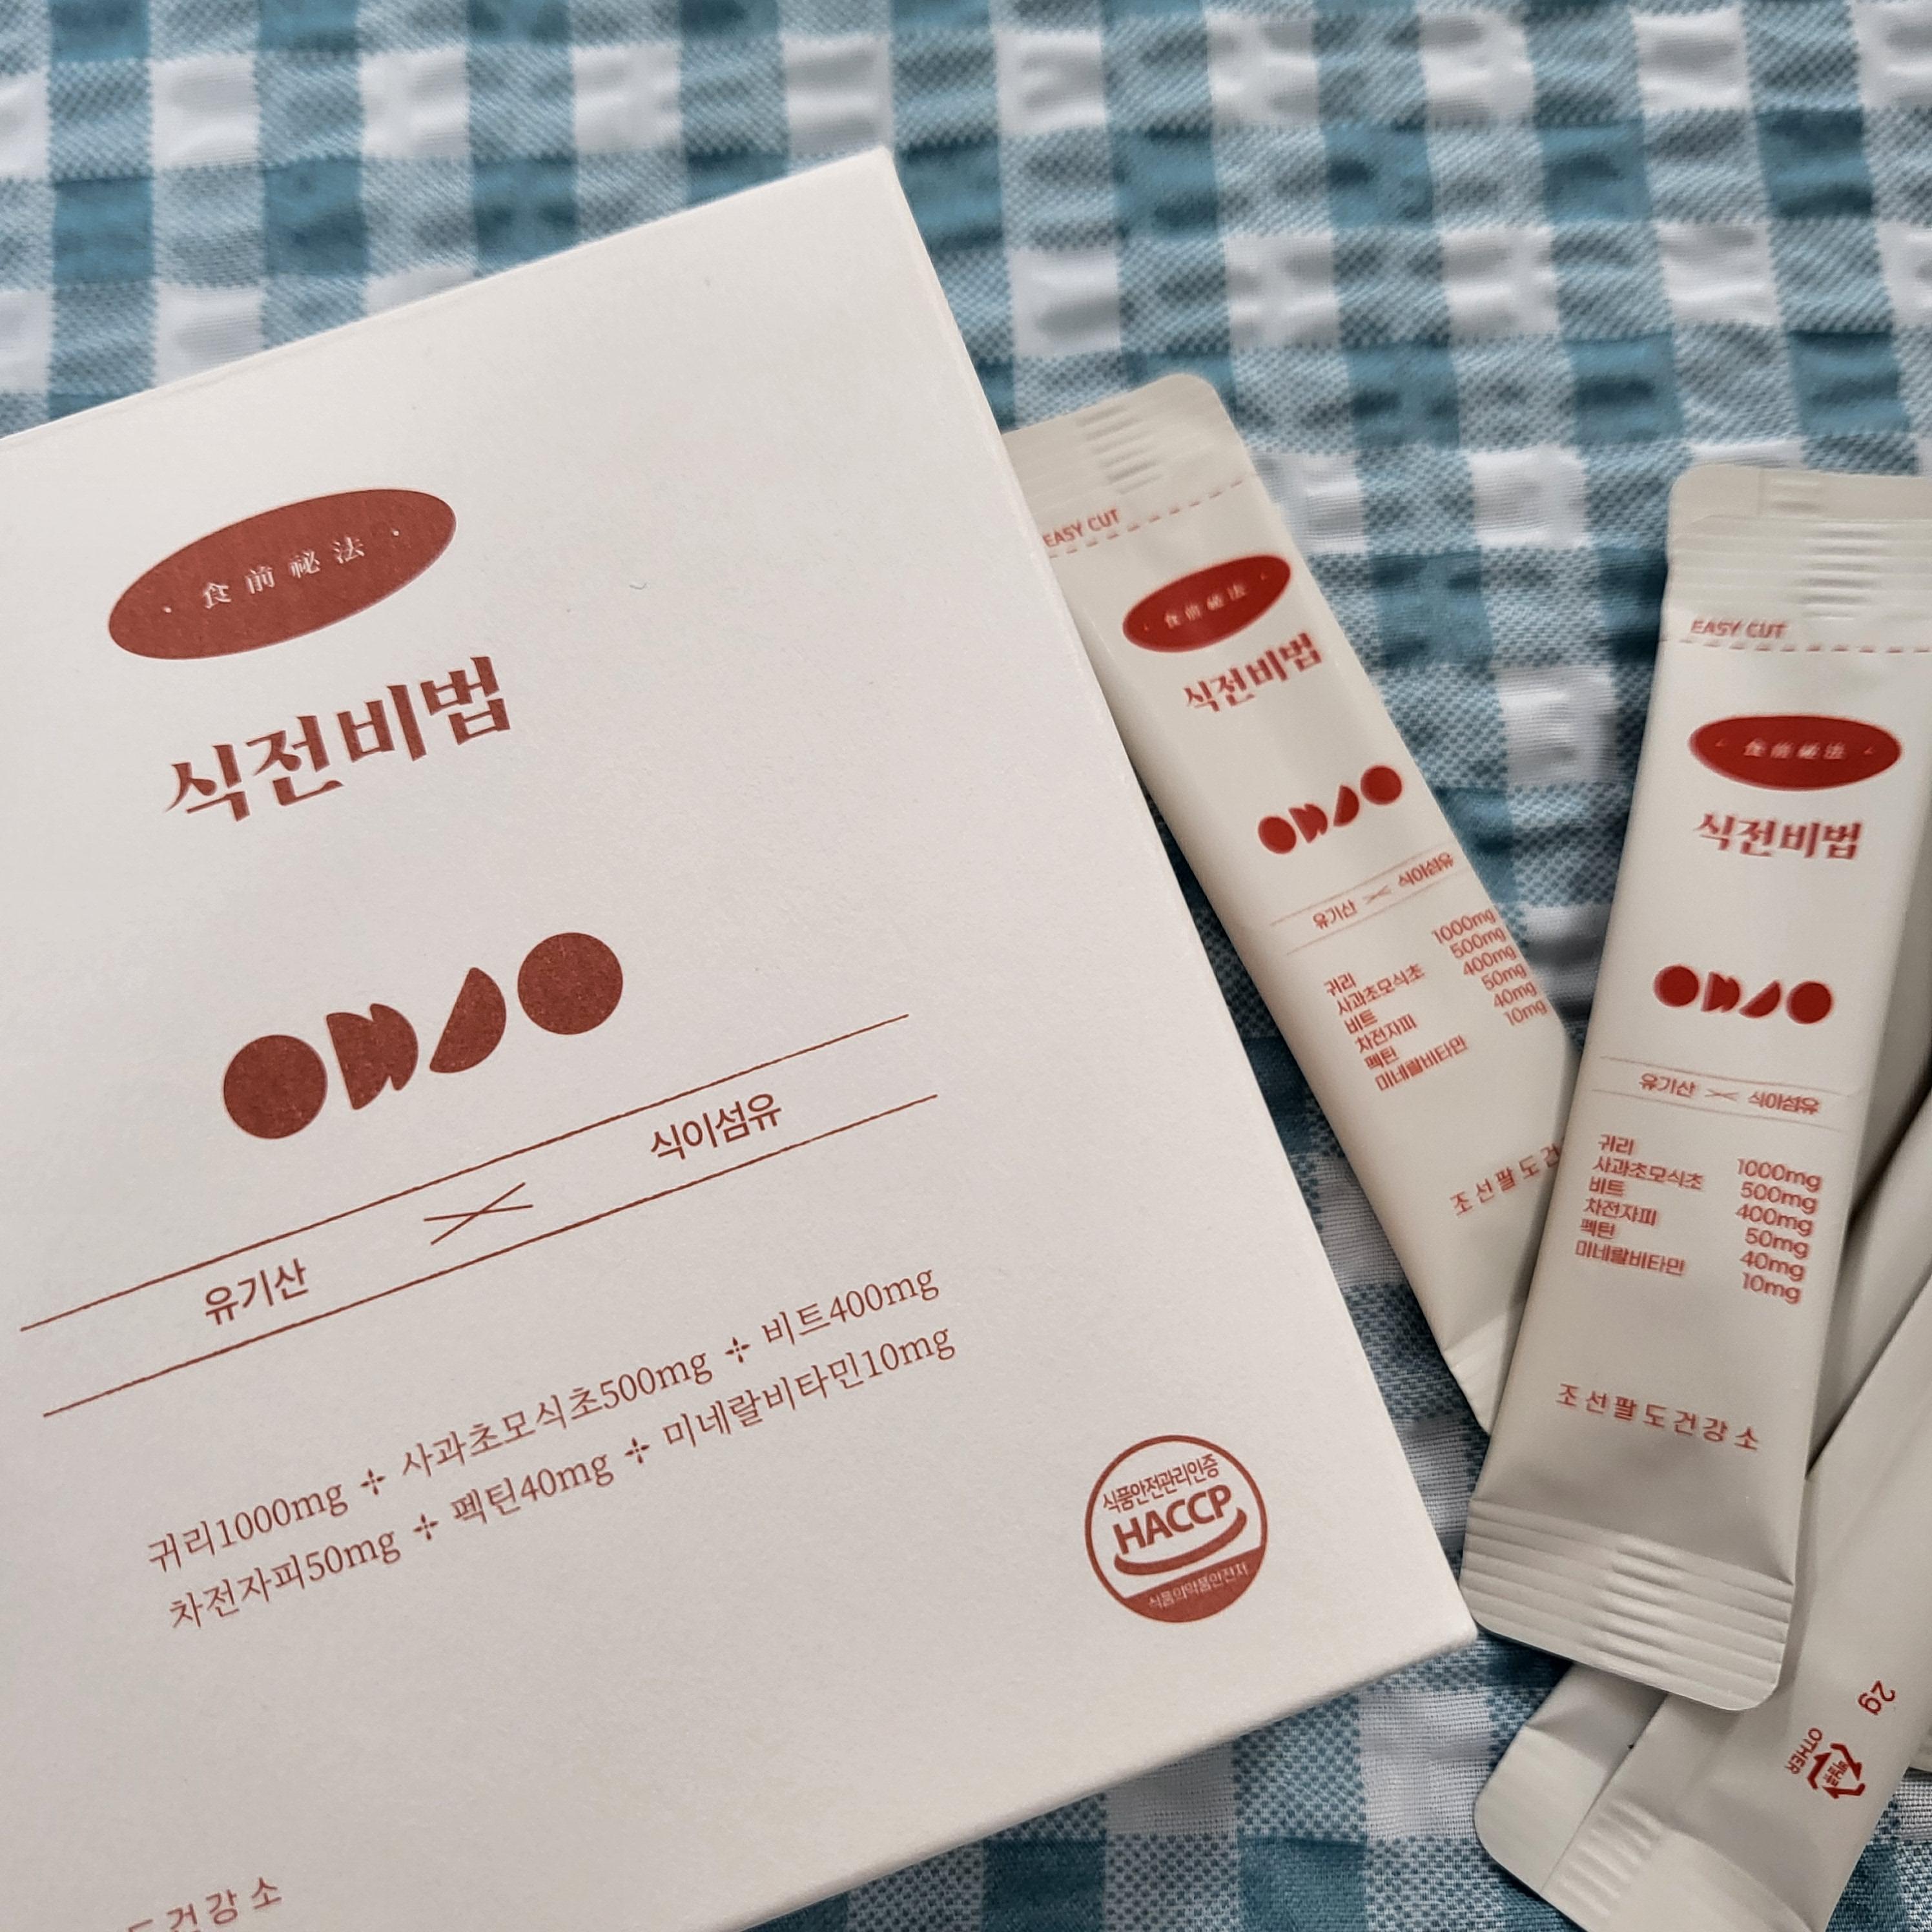 · 食前祕法 ·
식전비법
유기산 × 식이섬유
귀리1000mg + 사과초모식초500mg + 비트400mg
차전자피50mg + 펙틴40mg + 미네랄비타민10mg
식품안전관리인증
HACCP
식품의약품안전처
건강소
EASY CUT
· 食前祕法 ·
식전비법
유기산 × 식이섬유
귀리 1000mg
사과초모식초 500mg
비트 400mg
차전자피 50mg
펙틴 40mg
미네랄비타민 10mg
조선팔도건
EASY CUT
· 食前祕法 ·
식전비법
유기산 × 식이섬유
귀리 1000mg
사과초모식초 500mg
비트 400mg
차전자피 50mg
펙틴 40mg
미네랄비타민 10mg
조선팔도건강소
2g
OTHER